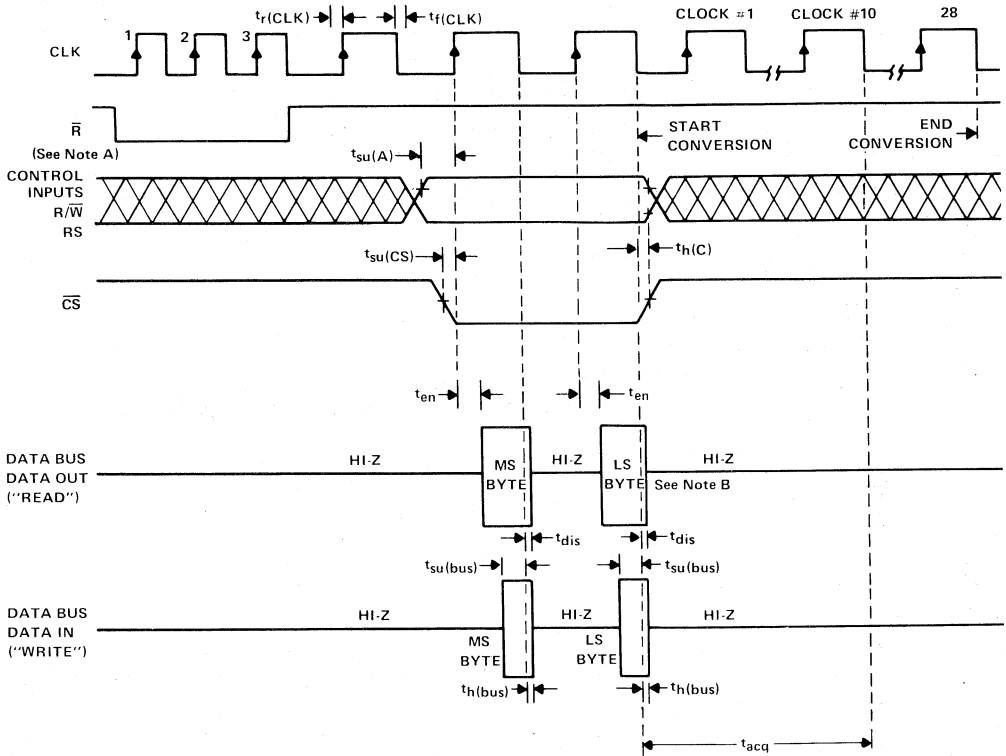 tr(CLK) tf(CLK) CLOCK #1 CLOCK #10 28
1 2 3
CLK
R
(See Note A)
START CONVERSION
END CONVERSION
tsu(A)
CONTROL
INPUTS
R/W
RS
tsu(CS)
th(C)
CS
ten ten
DATA BUS
DATA OUT
("READ")
HI-Z
MS
BYTE
HI-Z
LS
BYTE
HI-Z
See Note B
tdis tdis
tsu(bus) tsu(bus)
DATA BUS
DATA IN
("WRITE")
HI-Z
MS
BYTE
HI-Z
LS
BYTE
HI-Z
th(bus) th(bus)
tacq